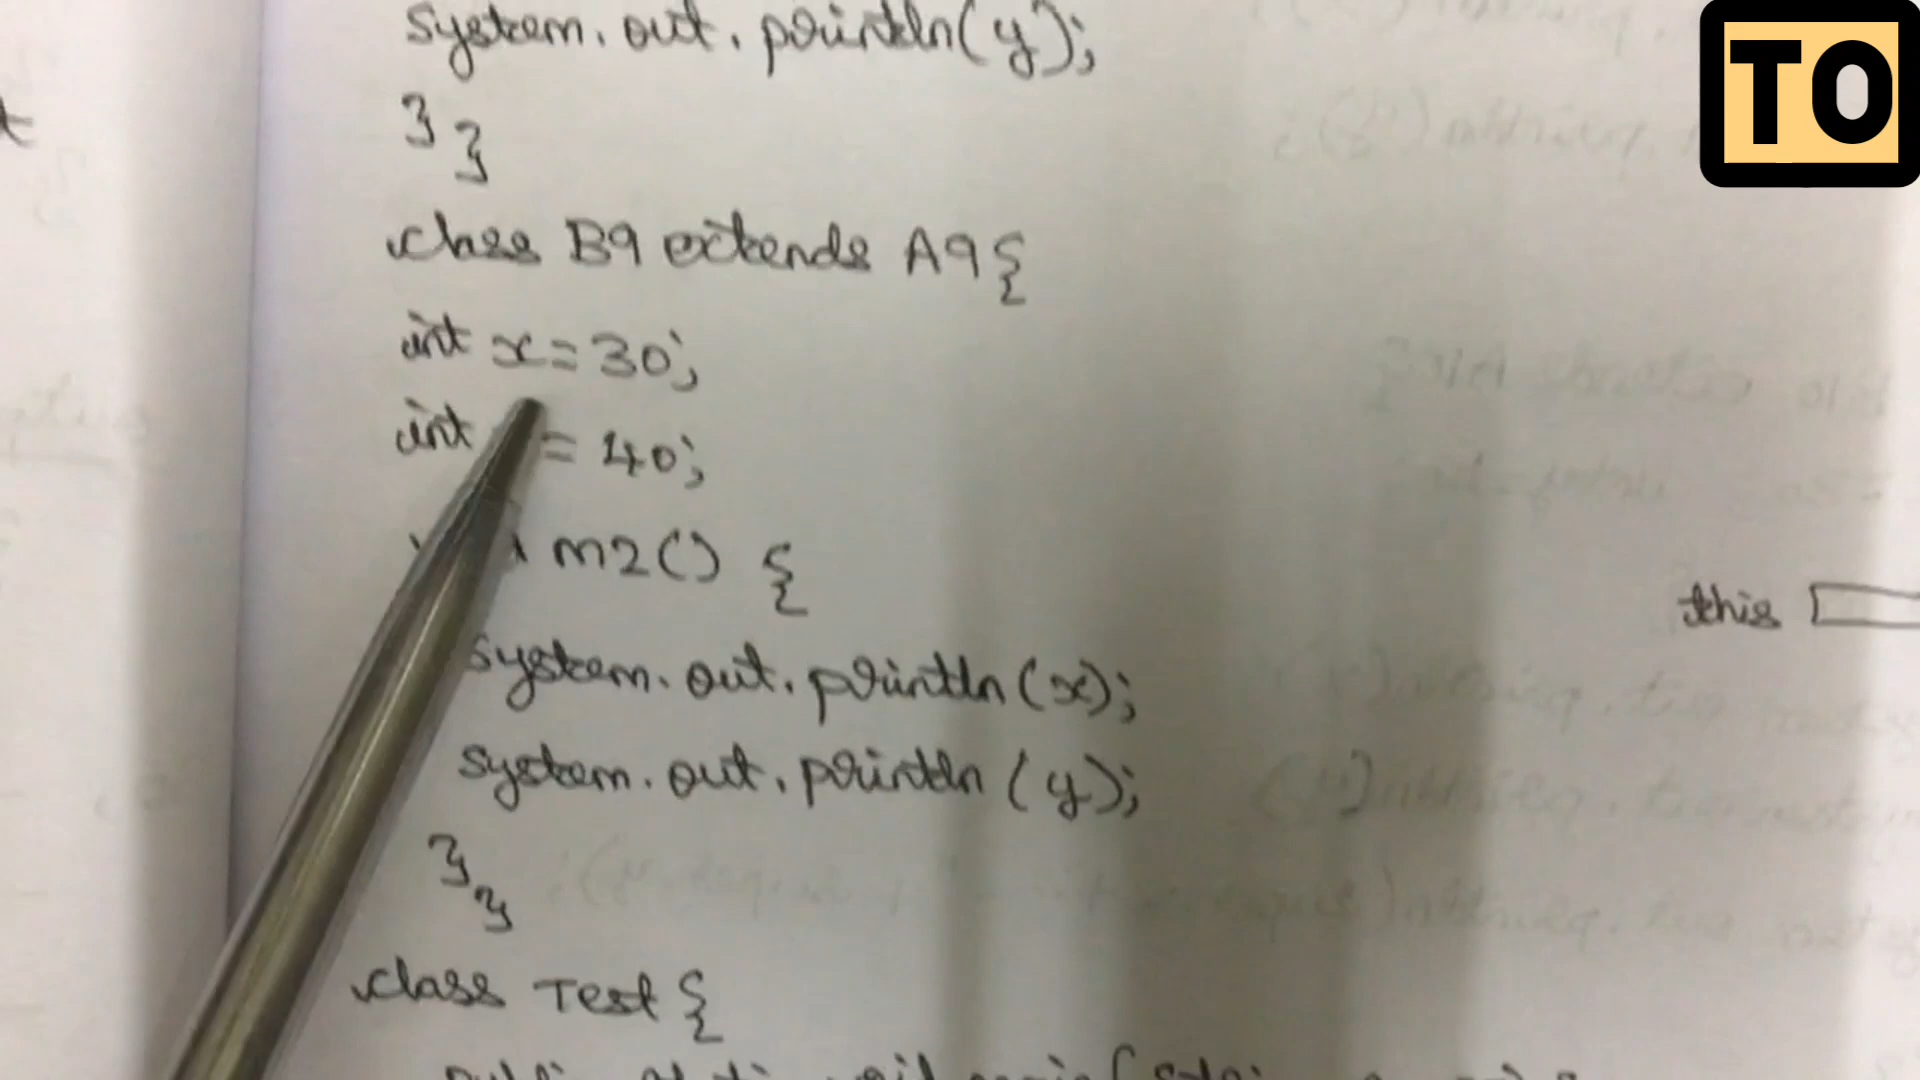 system.out.println(y);
}
}
class B9 extends A9{
int x=30;
int = 40;
m2() {
system.out.println(x);
this
system.out.println(y);
}
}
class Test {
TO